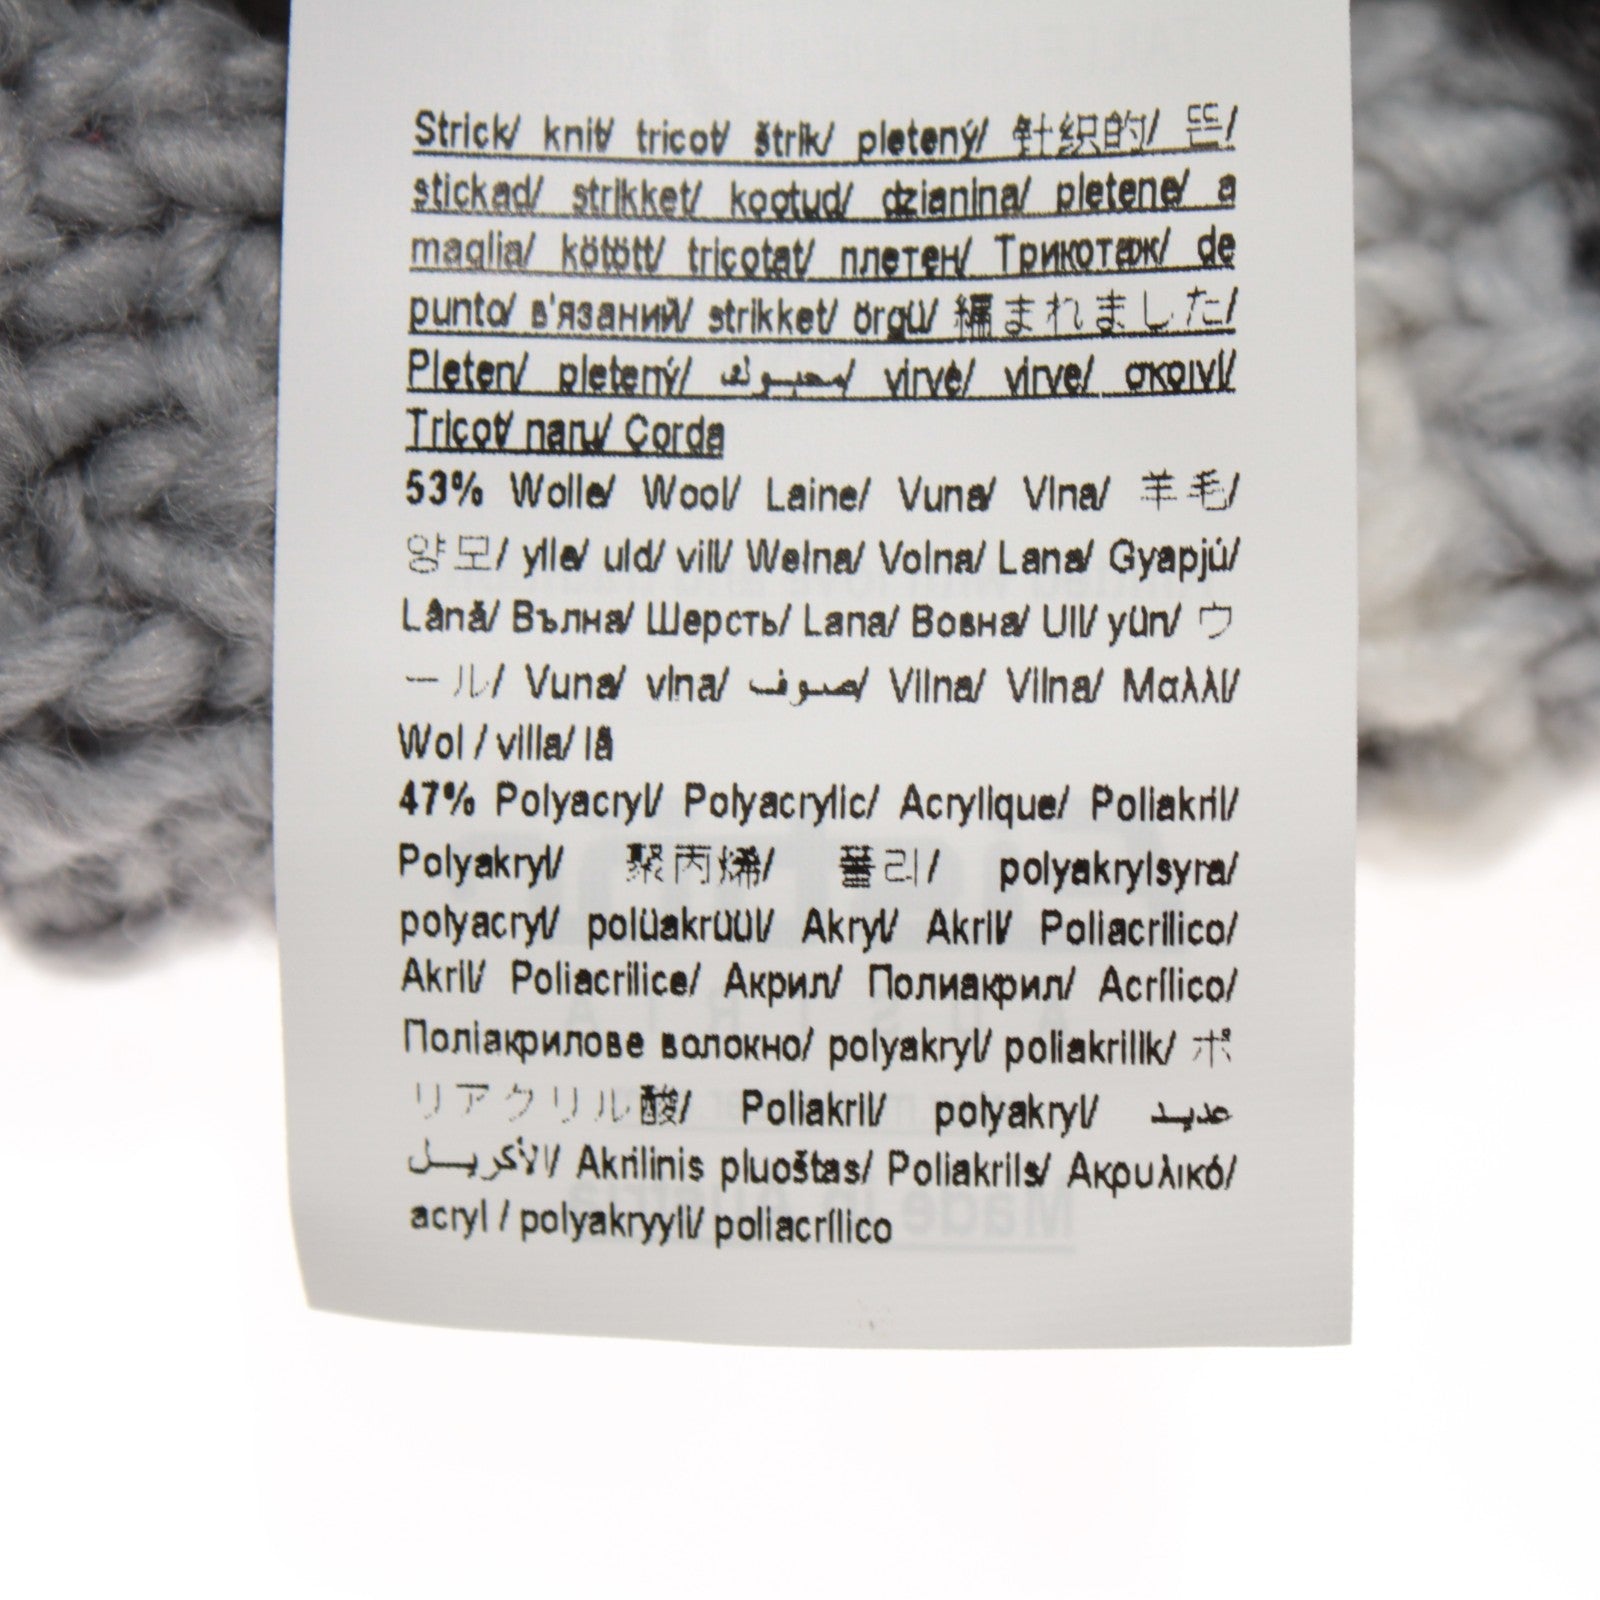 Strick/ knit/ tricot/ štrik/ pletený/ 针织的/ 뜬/
stickad/ strikket/ kootud/ dzianina/ pletene/ a
maglia/ kötött/ tricotat/ плетен/ Трикотаж/ de
punto/ в'язаний/ strikket/ örgü/ 編まれました/
Pleten/ pletený/ محبوك/ virvė/ virve/ σκοινί/
Tricot/ naru/ Corda
53% Wolle/ Wool/ Laine/ Vuna/ Vlna/ 羊毛/
양모/ ylle/ uld/ vill/ Wełna/ Volna/ Lana/ Gyapjú/
Lână/ Вълна/ Шерсть/ Lana/ Вовна/ Ull/ yün/ ウ
ール/ Vuna/ vlna/ صوف/ Vilna/ Vilna/ Μαλλί/
Wol / villa/ lã
47% Polyacryl/ Polyacrylic/ Acrylique/ Poliakril/
Polyakryl/ 聚丙烯/ 폴리/ polyakrylsyra/
polyacryl/ polüakrüül/ Akryl/ Akril/ Poliacrilico/
Akril/ Poliacrilice/ Акрил/ Полиакрил/ Acrílico/
Поліакрилове волокно/ polyakryl/ poliakrilik/ ポ
リアクリル酸/ Poliakril/ polyakryl/ عديد
الأكريل/ Akrilinis pluoštas/ Poliakrils/ Ακρυλικό/
acryl / polyakryyli/ poliacrílico